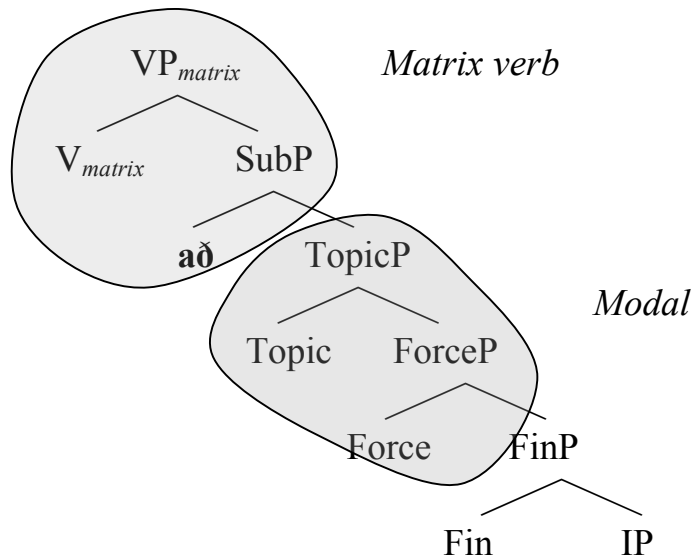 VPmatrix Matrix verb
Vmatrix SubP
að TopicP
Modal
Topic ForceP
Force FinP
Fin IP